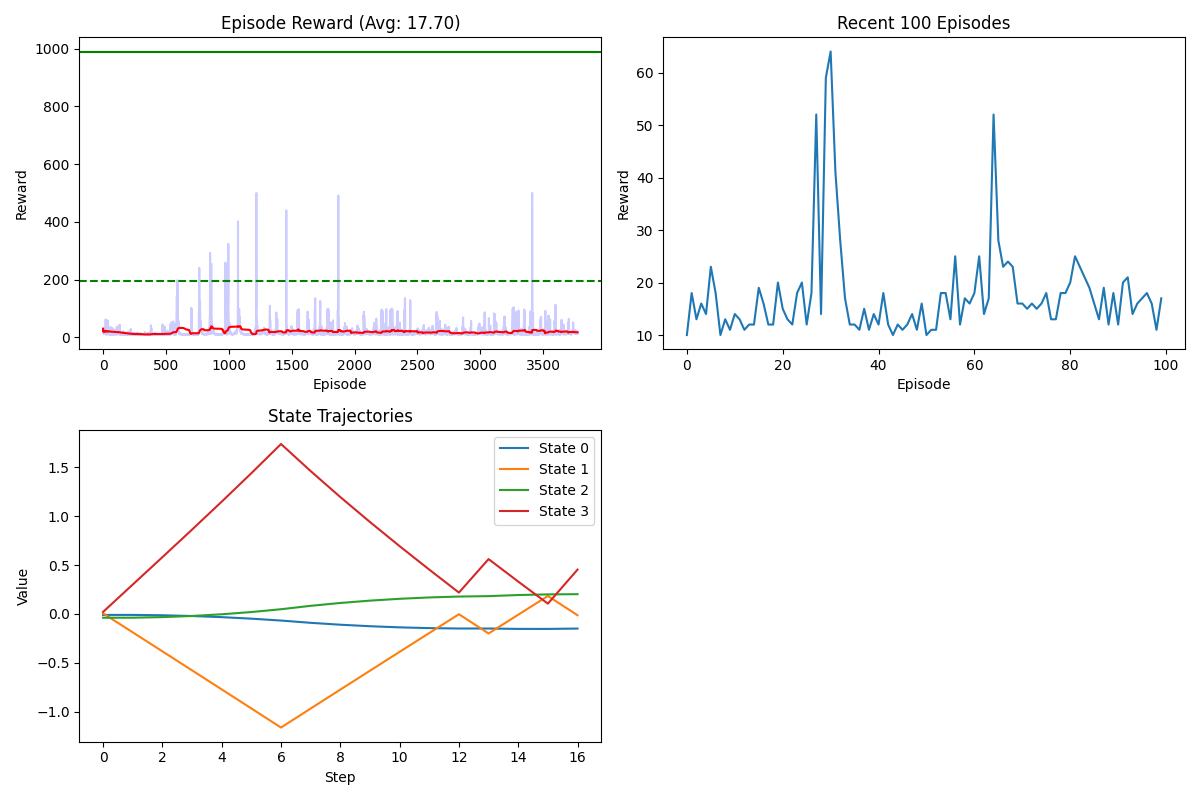 Episode Reward (Avg: 17.70)
1000
800
600
400
200
0
Reward
0 500 1000 1500 2000 2500 3000 3500
Episode
Recent 100 Episodes
60
50
40
30
20
10
Reward
0 20 40 60 80 100
Episode
State Trajectories
1.5
1.0
0.5
0.0
−0.5
−1.0
Value
State 0
State 1
State 2
State 3
0 2 4 6 8 10 12 14 16
Step